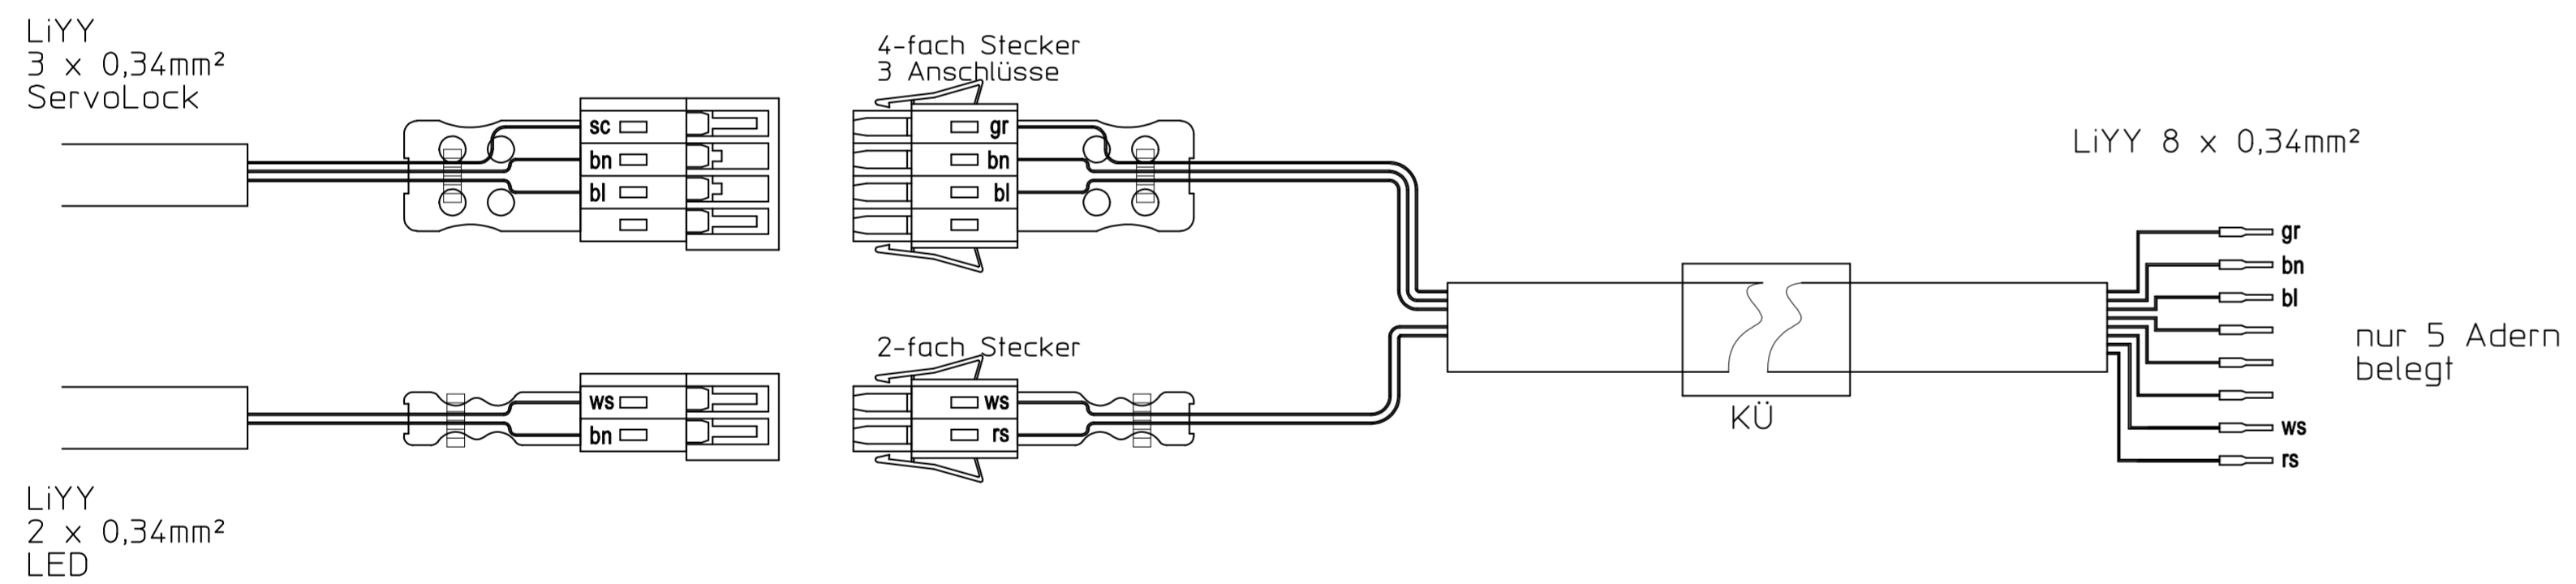 LiYY
3 x 0,34mm²
ServoLock
sc
bn
bl
4-fach Stecker
3 Anschlüsse
gr
bn
bl
LiYY 8 x 0,34mm²
gr
bn
bl
ws
rs
nur 5 Adern
belegt
KÜ
2-fach Stecker
ws
rs
ws
bn
LiYY
2 x 0,34mm²
LED